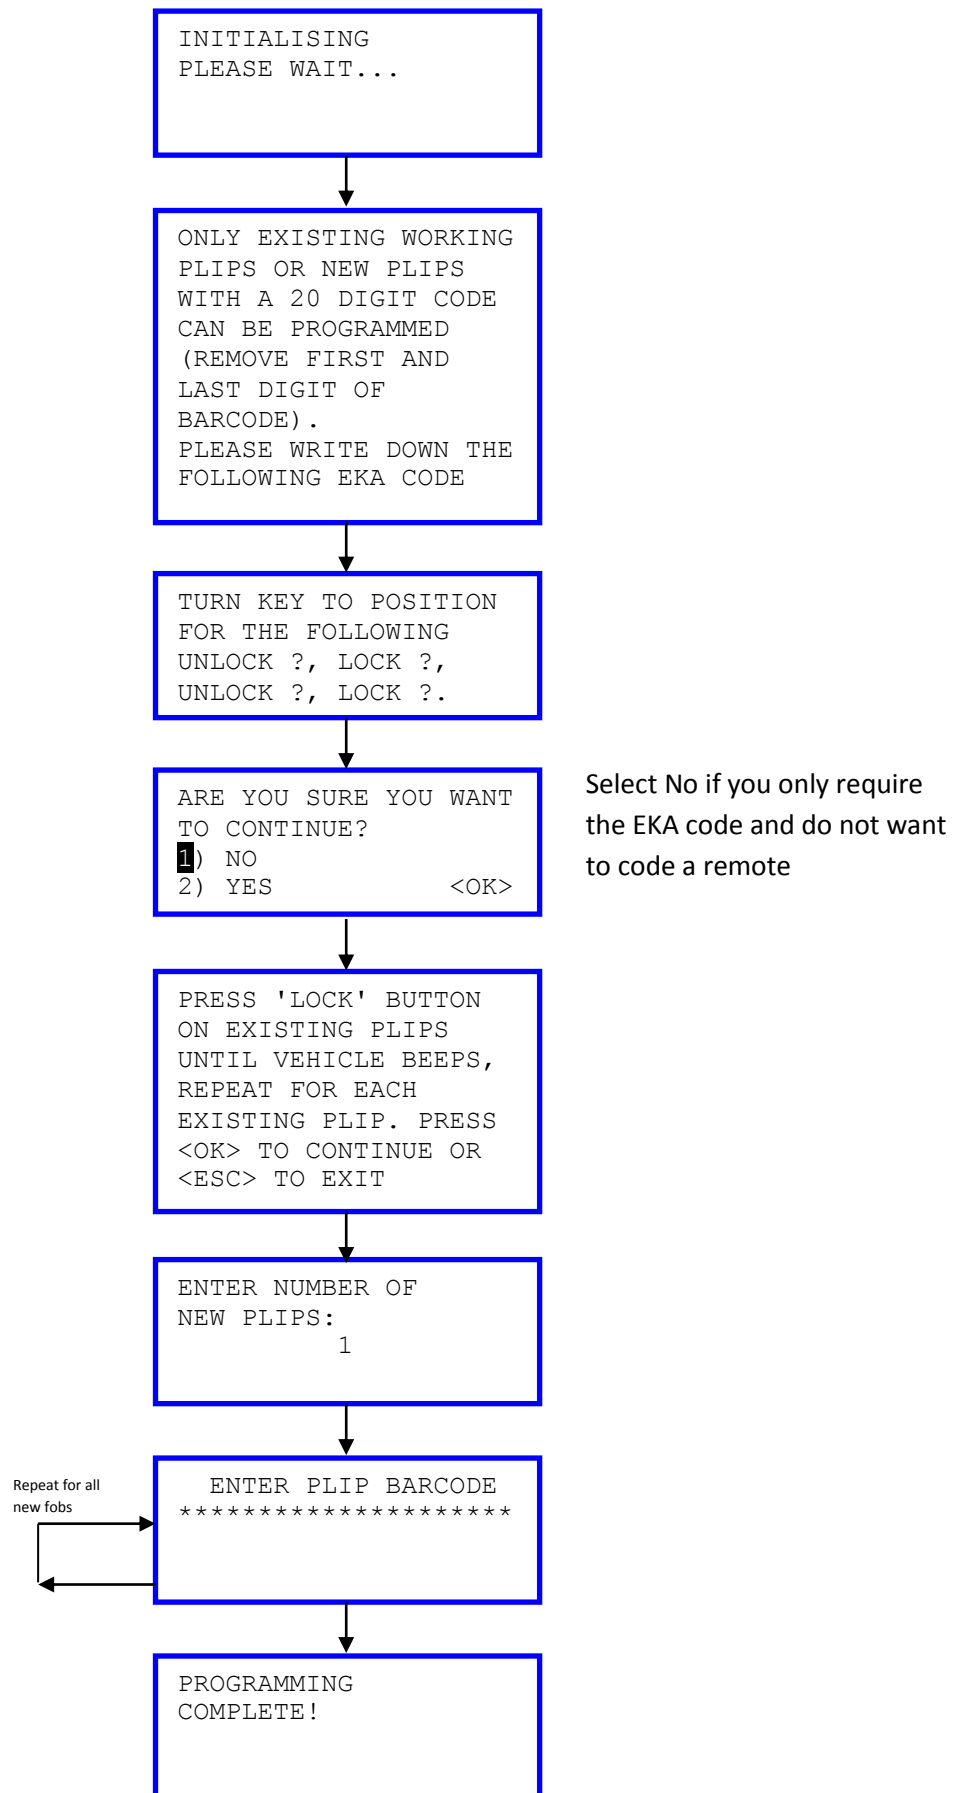 INITIALISING
PLEASE WAIT...
ONLY EXISTING WORKING
PLIPS OR NEW PLIPS
WITH A 20 DIGIT CODE
CAN BE PROGRAMMED
(REMOVE FIRST AND
LAST DIGIT OF
BARCODE).
PLEASE WRITE DOWN THE
FOLLOWING EKA CODE
TURN KEY TO POSITION
FOR THE FOLLOWING
UNLOCK ?, LOCK ?,
UNLOCK ?, LOCK ?.
ARE YOU SURE YOU WANT
TO CONTINUE?
1) NO
2) YES <OK>
Select No if you only require
the EKA code and do not want
to code a remote
PRESS 'LOCK' BUTTON
ON EXISTING PLIPS
UNTIL VEHICLE BEEPS,
REPEAT FOR EACH
EXISTING PLIP. PRESS
<OK> TO CONTINUE OR
<ESC> TO EXIT
ENTER NUMBER OF
NEW PLIPS:
1
Repeat for all
new fobs
ENTER PLIP BARCODE
*********************
PROGRAMMING
COMPLETE!